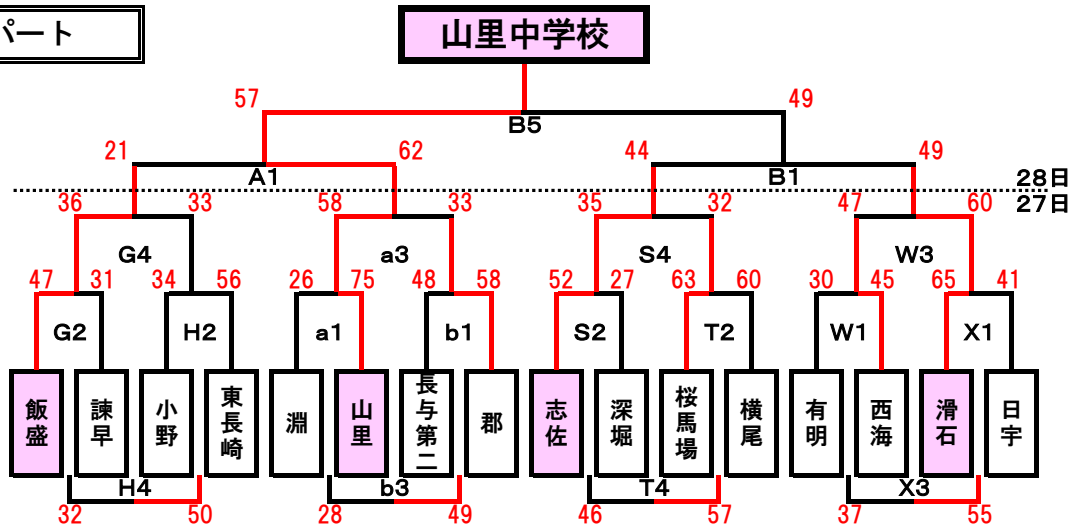 パート
山里中学校
57 49
B5
21 62 44 49
A1 B1
28日
27日
36 33 58 33 35 32 47 60
G4 a3 S4 W3
47 31 34 56 26 75 48 58 52 27 63 60 30 45 65 41
G2 H2 a1 b1 S2 T2 W1 X1
飯盛 諫早 小野 東長崎 淵 山里 長与第二 郡 志佐 深堀 桜馬場 横尾 有明 西海 滑石 日宇
H4 b3 T4 X3
32 50 28 49 46 57 37 55